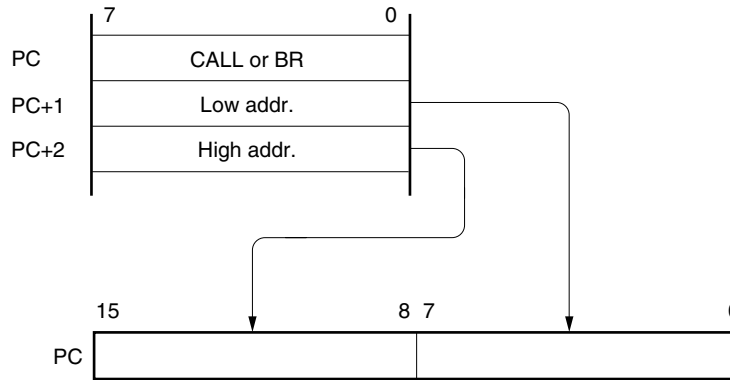 7 0
PC CALL or BR
PC+1 Low addr.
PC+2 High addr.
15 8 7
PC